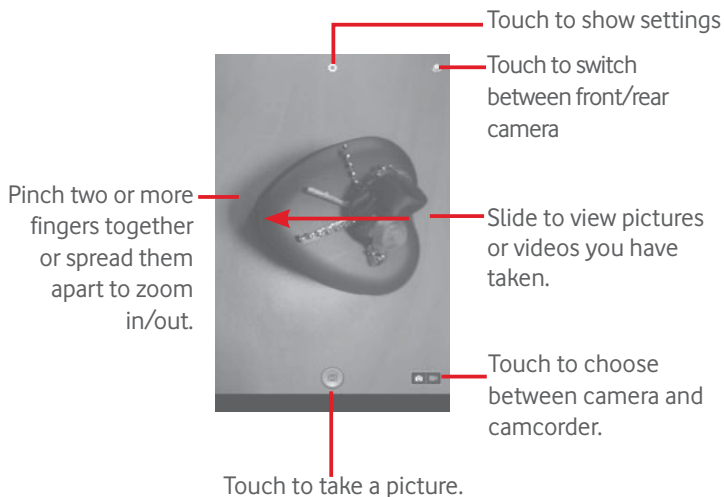 Touch to show settings
Touch to switch
between front/rear
camera
Pinch two or more
fingers together
or spread them
apart to zoom
in/out.
Slide to view pictures
or videos you have
taken.
Touch to choose
between camera and
camcorder.
Touch to take a picture.